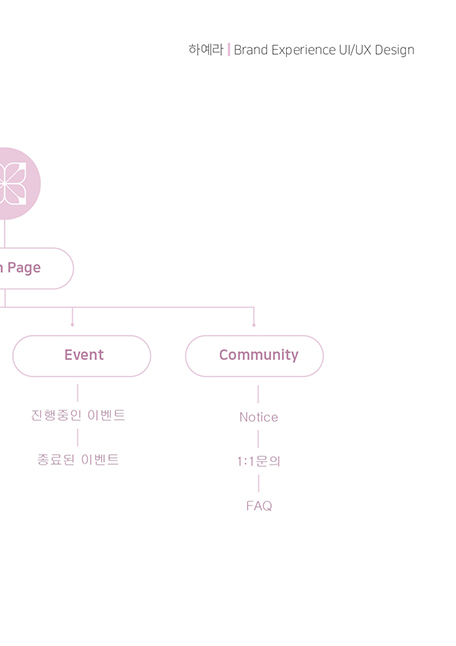 하예라 | Brand Experience UI/UX Design
Page
Event
Community
진행중인 이벤트
Notice
종료된 이벤트
1:1문의
FAQ